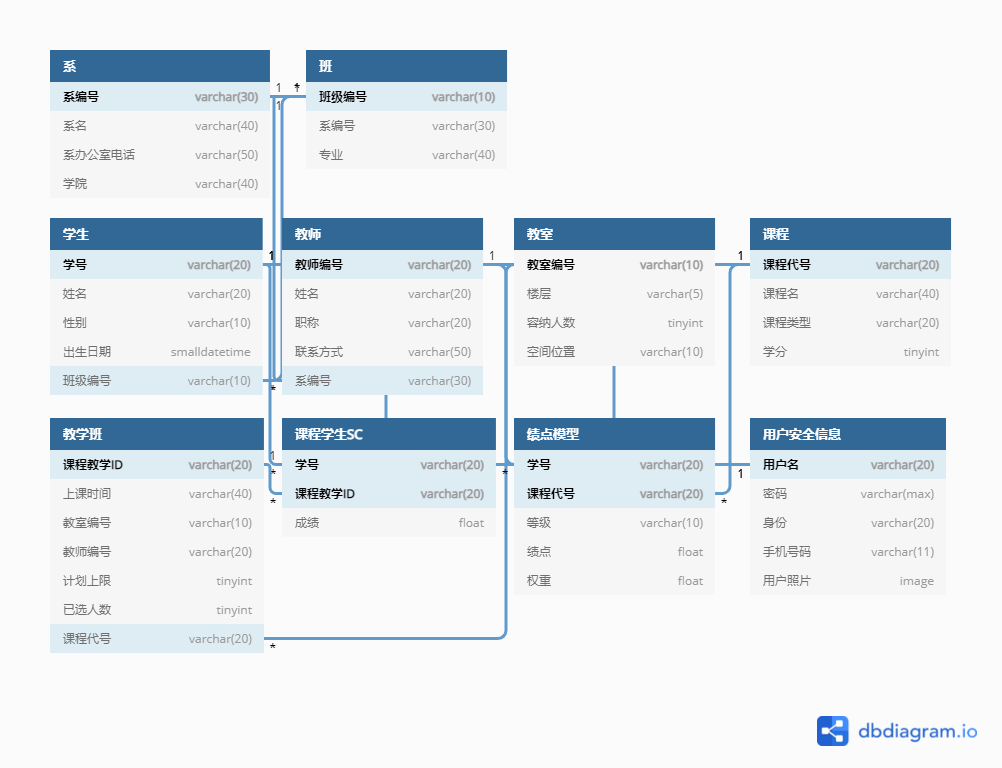 系
系编号 varchar(30)
系名 varchar(40)
系办公室电话 varchar(50)
学院 varchar(40)
1 *
1
班
班级编号 varchar(10)
系编号 varchar(30)
专业 varchar(40)
学生
学号 varchar(20)
姓名 varchar(20)
性别 varchar(10)
出生日期 smalldatetime
班级编号 varchar(10)
1
*
教师
教师编号 varchar(20)
姓名 varchar(20)
职称 varchar(20)
联系方式 varchar(50)
系编号 varchar(30)
1
教室
教室编号 varchar(10)
楼层 varchar(5)
容纳人数 tinyint
空间位置 varchar(10)
1
课程
课程代号 varchar(20)
课程名 varchar(40)
课程类型 varchar(20)
学分 tinyint
教学班
课程教学ID varchar(20)
上课时间 varchar(40)
教室编号 varchar(10)
教师编号 varchar(20)
计划上限 tinyint
已选人数 tinyint
课程代号 varchar(20)
1
*
*
*
课程学生SC
学号 varchar(20)
课程教学ID varchar(20)
成绩 float
*
绩点模型
学号 varchar(20)
课程代号 varchar(20)
等级 varchar(10)
绩点 float
权重 float
1
*
用户安全信息
用户名 varchar(20)
密码 varchar(max)
身份 varchar(20)
手机号码 varchar(11)
用户照片 image
dbdiagram.io